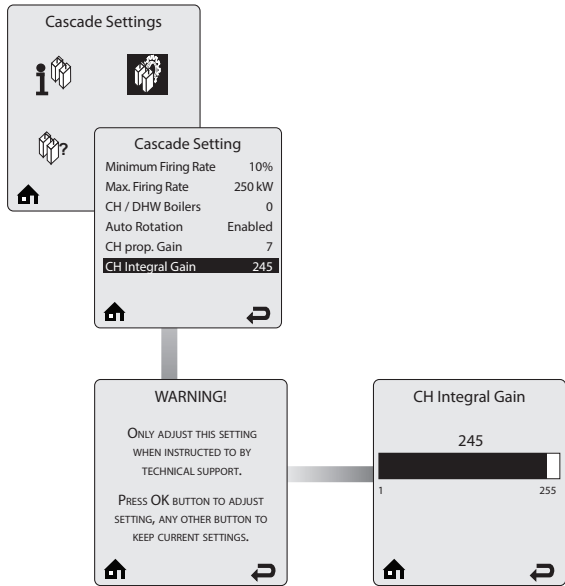 Cascade Settings
?
Cascade Setting
Minimum Firing Rate 10%
Max. Firing Rate 250 kW
CH / DHW Boilers 0
Auto Rotation Enabled
CH prop. Gain 7
CH Integral Gain 245
WARNING!
ONLY ADJUST THIS SETTING
WHEN INSTRUCTED TO BY
TECHNICAL SUPPORT.
PRESS OK BUTTON TO ADJUST
SETTING, ANY OTHER BUTTON TO
KEEP CURRENT SETTINGS.
CH Integral Gain
245
1 255